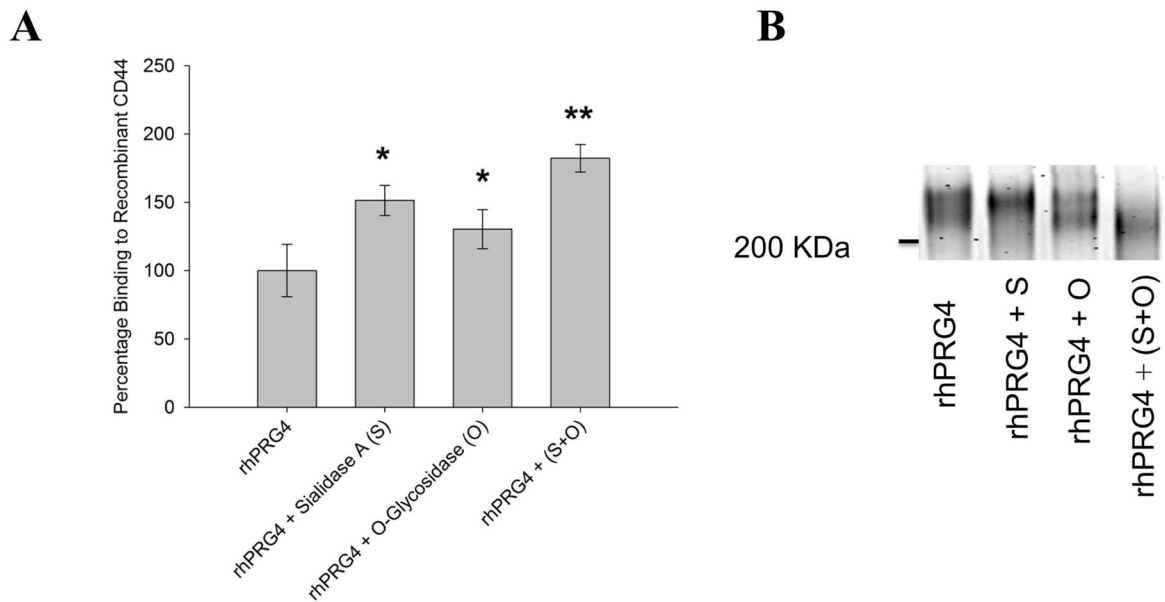 A
Percentage Binding to Recombinant CD44
250
200
150
100
50
0
*
*
**
rhPRG4
rhPRG4 + Sialidase A (S)
rhPRG4 + O-Glycosidase (O)
rhPRG4 + (S+O)
B
200 KDa
rhPRG4
rhPRG4 + S
rhPRG4 + O
rhPRG4 + (S+O)